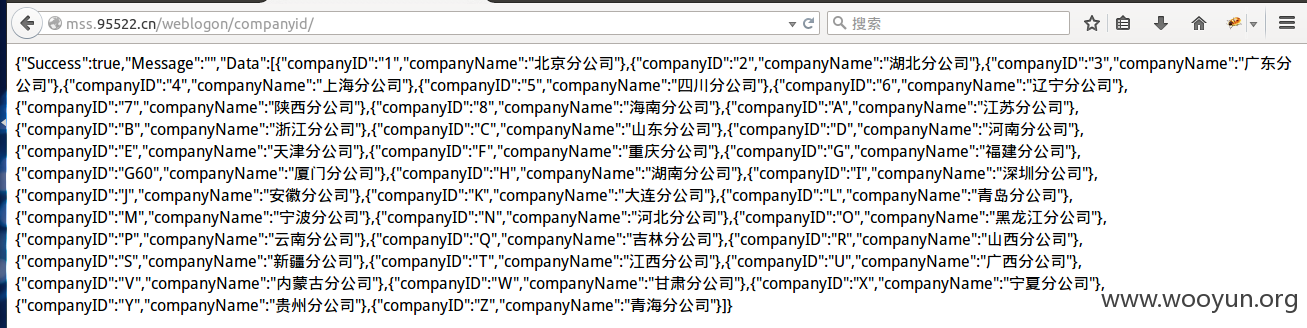 mss.95522.cn/weblogon/companyid/
搜索
{"Success":true,"Message":"","Data":[{"companyID":"1","companyName":"北京分公司"},{"companyID":"2","companyName":"湖北分公司"},{"companyID":"3","companyName":"广东分
公司"},{"companyID":"4","companyName":"上海分公司"},{"companyID":"5","companyName":"四川分公司"},{"companyID":"6","companyName":"辽宁分公司"},
{"companyID":"7","companyName":"陕西分公司"},{"companyID":"8","companyName":"海南分公司"},{"companyID":"A","companyName":"江苏分公司"},
{"companyID":"B","companyName":"浙江分公司"},{"companyID":"C","companyName":"山东分公司"},{"companyID":"D","companyName":"河南分公司"},
{"companyID":"E","companyName":"天津分公司"},{"companyID":"F","companyName":"重庆分公司"},{"companyID":"G","companyName":"福建分公司"},
{"companyID":"G60","companyName":"厦门分公司"},{"companyID":"H","companyName":"湖南分公司"},{"companyID":"I","companyName":"深圳分公司"},
{"companyID":"J","companyName":"安徽分公司"},{"companyID":"K","companyName":"大连分公司"},{"companyID":"L","companyName":"青岛分公司"},
{"companyID":"M","companyName":"宁波分公司"},{"companyID":"N","companyName":"河北分公司"},{"companyID":"O","companyName":"黑龙江分公司"},
{"companyID":"P","companyName":"云南分公司"},{"companyID":"Q","companyName":"吉林分公司"},{"companyID":"R","companyName":"山西分公司"},
{"companyID":"S","companyName":"新疆分公司"},{"companyID":"T","companyName":"江西分公司"},{"companyID":"U","companyName":"广西分公司"},
{"companyID":"V","companyName":"内蒙古分公司"},{"companyID":"W","companyName":"甘肃分公司"},{"companyID":"X","companyName":"宁夏分公司"},
{"companyID":"Y","companyName":"贵州分公司"},{"companyID":"Z","companyName":"青海分公司"}]}
www.wooyun.org